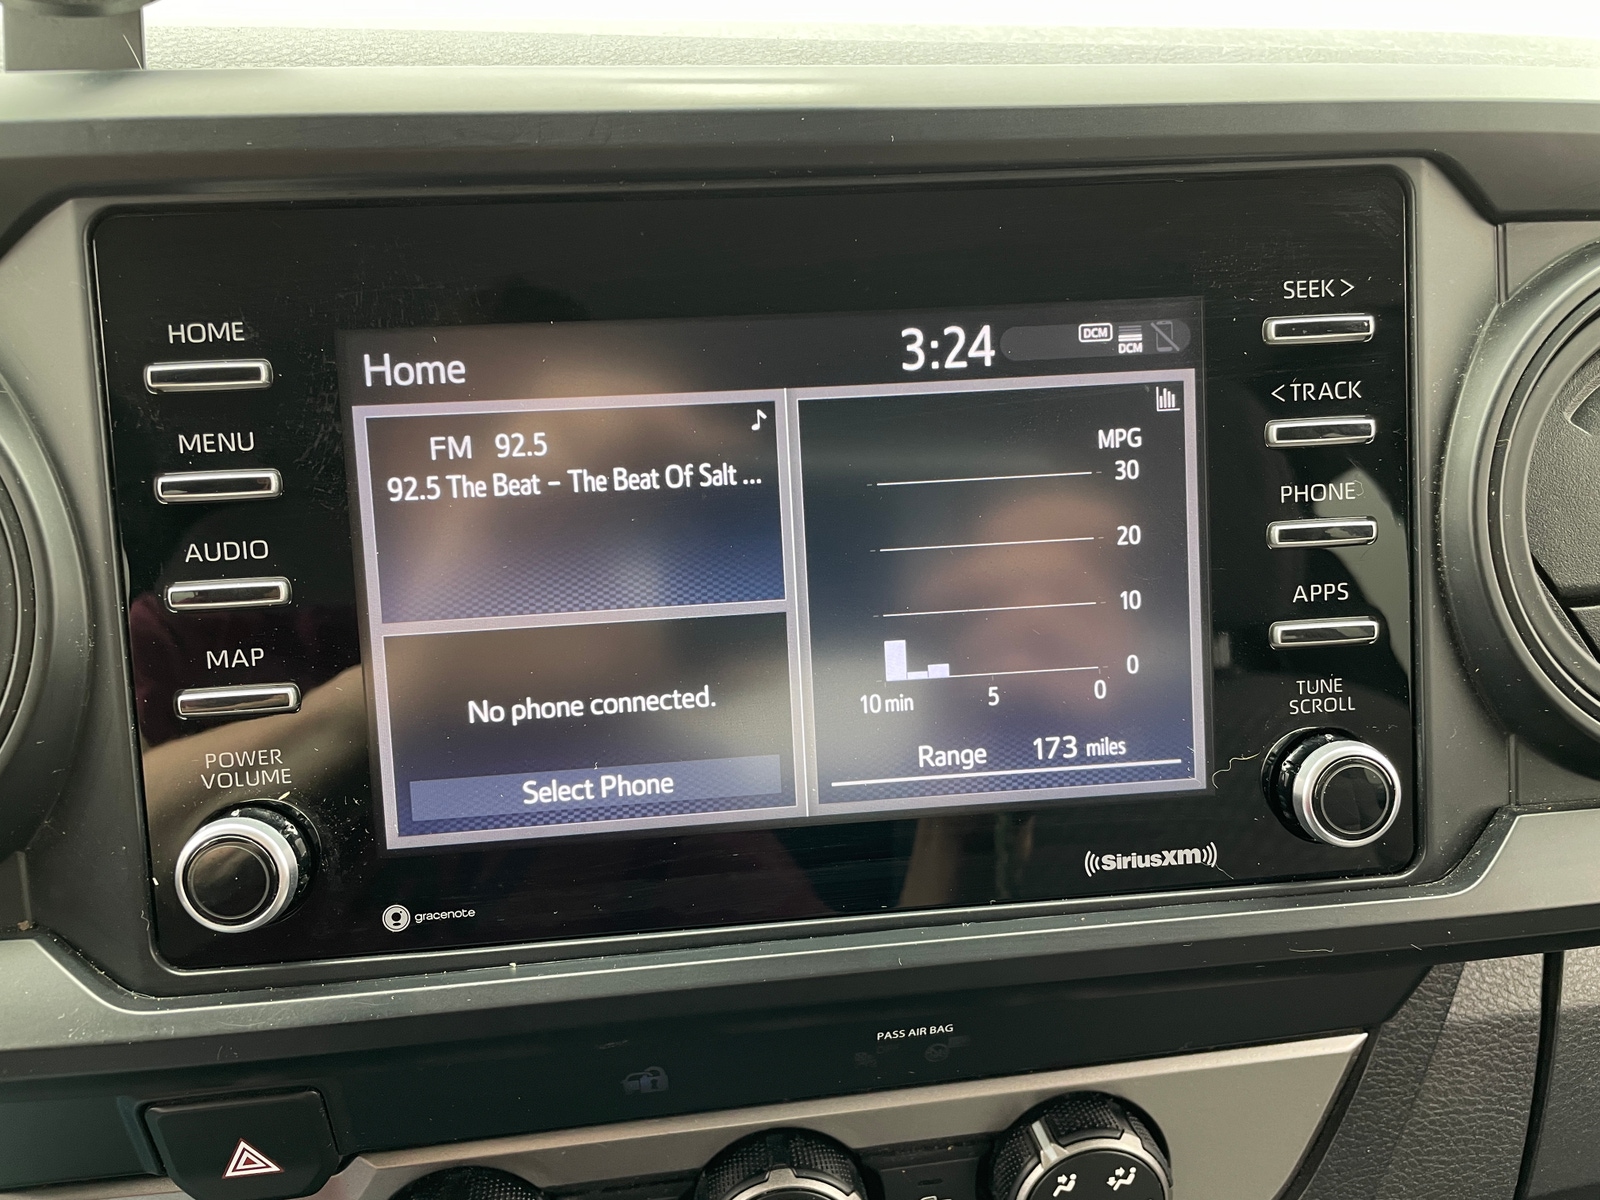 HOME
MENU
AUDIO
MAP
POWER
VOLUME
Home
3:24
DCM
DCM
FM 92.5
92.5 The Beat – The Beat Of Salt ...
No phone connected.
Select Phone
MPG
30
20
10
0
10 min 5 0
Range 173 miles
SEEK >
< TRACK
PHONE
APPS
TUNE
SCROLL
gracenote
((SiriusXM))
PASS AIR BAG